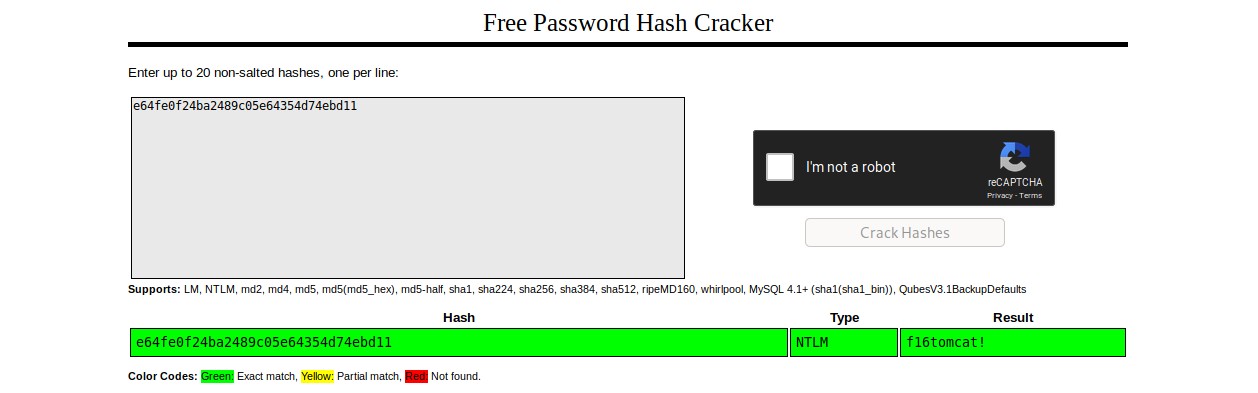 Free Password Hash Cracker
Enter up to 20 non-salted hashes, one per line:
e64fe0f24ba2489c05e64354d74ebd11
I'm not a robot
reCAPTCHA
Privacy - Terms
Crack Hashes
Supports: LM, NTLM, md2, md4, md5, md5(md5_hex), md5-half, sha1, sha224, sha256, sha384, sha512, ripeMD160, whirlpool, MySQL 4.1+ (sha1(sha1_bin)), QubesV3.1BackupDefaults
Hash Type Result
e64fe0f24ba2489c05e64354d74ebd11 NTLM f16tomcat!
Color Codes: Green: Exact match, Yellow: Partial match, Red: Not found.